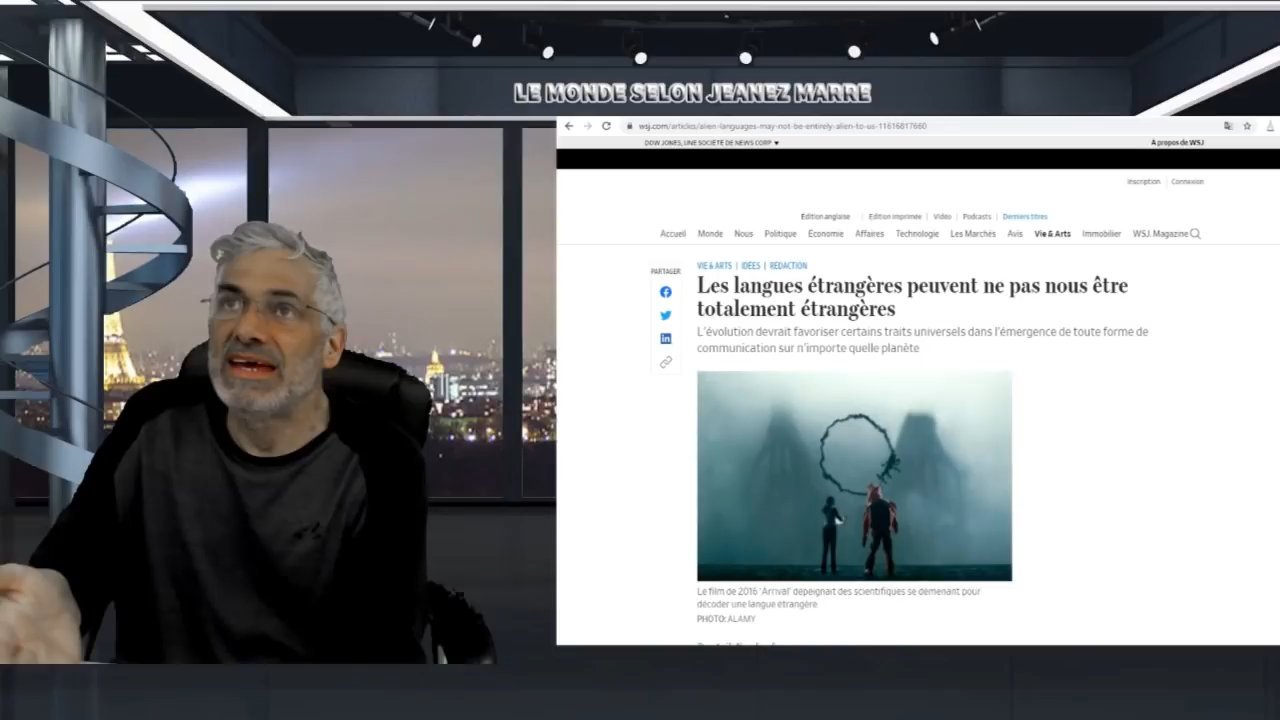 LE MONDE SELON JEANEZ MARRE
wsj.com/articles/alien-languages-may-not-be-entirely-alien-to-us-11616817660
DOW JONES, UNE SOCIÉTÉ DE NEWS CORP
À propos de WSJ
Inscription Connexion
Edition anglaise Edition imprimée Vidéo Podcasts Derniers titres
Accueil Monde Nous Politique Économie Affaires Technologie Les Marchés Avis Vie & Arts Immobilier WSJ. Magazine
PARTAGER
VIE & ARTS | IDÉES | RÉDACTION
Les langues étrangères peuvent ne pas nous être
totalement étrangères
L'évolution devrait favoriser certains traits universels dans l'émergence de toute forme de
communication sur n'importe quelle planète
Le film de 2016 'Arrival' dépeignait des scientifiques se démenant pour
décoder une langue étrangère.
PHOTO: ALAMY